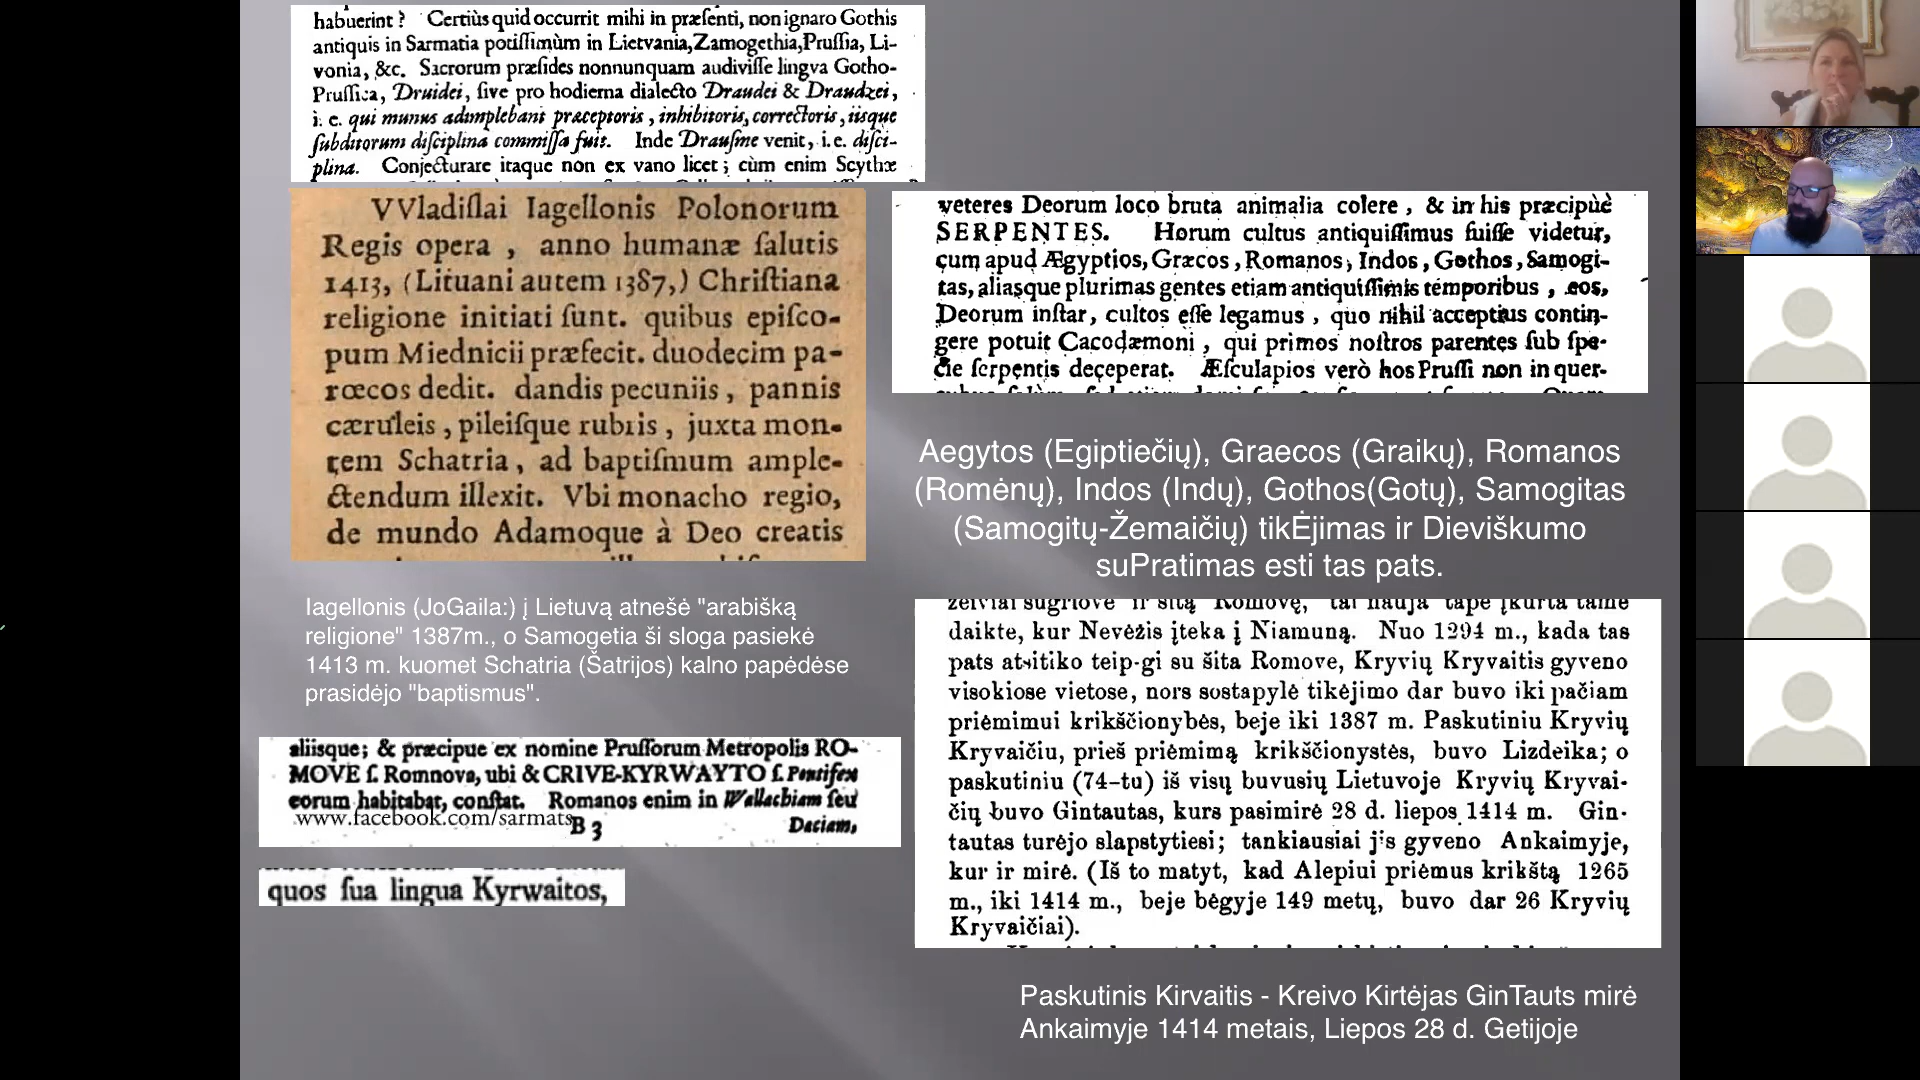 habuerint? Certiùs quid occurrit mihi in præſenti, non ignaro Gothis
antiquis in Sarmatia potiſſimùm in Lietvania, Zamogethia, Pruſſia, Li-
vonia, &c. Sacrorum præſides nonnunquam audiviſſe lingva Gotho-
Pruſſica, Druidei, ſive pro hodierna dialecto Draudei & Draudzei,
i. e. qui munus adimplebant præceptoris, inhibitoris, correctoris, iisque
ſubditorum diſciplina commiſſa fuit. Inde Drauſme venit, i. e. diſci-
plina. Conjecturare itaque non ex vano licet; cùm enim Scythæ
VVladiſlai Iagellonis Polonorum
Regis opera, anno humanæ ſalutis
1413, (Lituani autem 1387,) Chriſtiana
religione initiati ſunt. quibus epiſco-
pum Miednicii præfecit. duodecim pa-
rœcos dedit. dandis pecuniis, pannis
cæruleis, pileiſque rubris, juxta mon-
tem Schatria, ad baptiſmum ample-
ctendum illexit. Vbi monacho regio,
de mundo Adamoque à Deo creatis
Iagellonis (JoGaila:) į Lietuvą atnešė "arabišką
religione" 1387m., o Samogetia ši sloga pasiekė
1413 m. kuomet Schatria (Šatrijos) kalno papėdėse
prasidėjo "baptismus".
aliisque; & præcipue ex nomine Pruſſorum Metropolis RO-
MOVE ſ. Romnova, ubi & CRIVE-KYRWAYTO ſ. Pontifex
eorum habitabat, conſtat. Romanos enim in Wallachiam ſeu
www.facebook.com/sarmats
B 3 Daciam,
quos ſua lingua Kyrwaitos,
veteres Deorum loco bruta animalia colere, & in his præcipuè
SERPENTES. Horum cultus antiquiſſimus fuiſſe videtur,
cum apud Ægyptios, Græcos, Romanos, Indos, Gothos, Samogi-
tas, aliasque plurimas gentes etiam antiquiſſimis temporibus, eos,
Deorum inſtar, cultos eſſe legamus, quo nihil acceptius contin-
gere potuit Cacodæmoni, qui primos noſtros parentes ſub ſpe-
cie ſerpentis deceperat. Æſculapios verò hos Pruſſi non in quer-
Aegytos (Egiptiečių), Graecos (Graikų), Romanos
(Romėnų), Indos (Indų), Gothos(Gotų), Samogitas
(Samogitų-Žemaičių) tikĖjimas ir Dieviškumo
suPratimas esti tas pats.
žeiviai sugriovė ir šitą Romovę, tai nauja tapė įkurta tame
daikte, kur Nevėžis įteka į Niamuną. Nuo 1294 m., kada tas
pats atsitiko teip-gi su šita Romove, Kryvių Kryvaitis gyveno
visokiose vietose, nors sostapylė tikėjimo dar buvo iki pačiam
priėmimui krikščionybės, beje iki 1387 m. Paskutiniu Kryvių
Kryvaičiu, prieš priėmimą krikščionystės, buvo Lizdeika; o
paskutiniu (74-tu) iš visų buvusių Lietuvoje Kryvių Kryvai-
čių buvo Gintautas, kurs pasimirė 28 d. liepos 1414 m. Gin-
tautas turėjo slapstytiesi; tankiausiai jis gyveno Ankaimyje,
kur ir mirė. (Iš to matyt, kad Alepiui priėmus krikštą 1265
m., iki 1414 m., beje bėgyje 149 metų, buvo dar 26 Kryvių
Kryvaičiai).
Paskutinis Kirvaitis - Kreivo Kirtėjas GinTauts mirė
Ankaimyje 1414 metais, Liepos 28 d. Getijoje